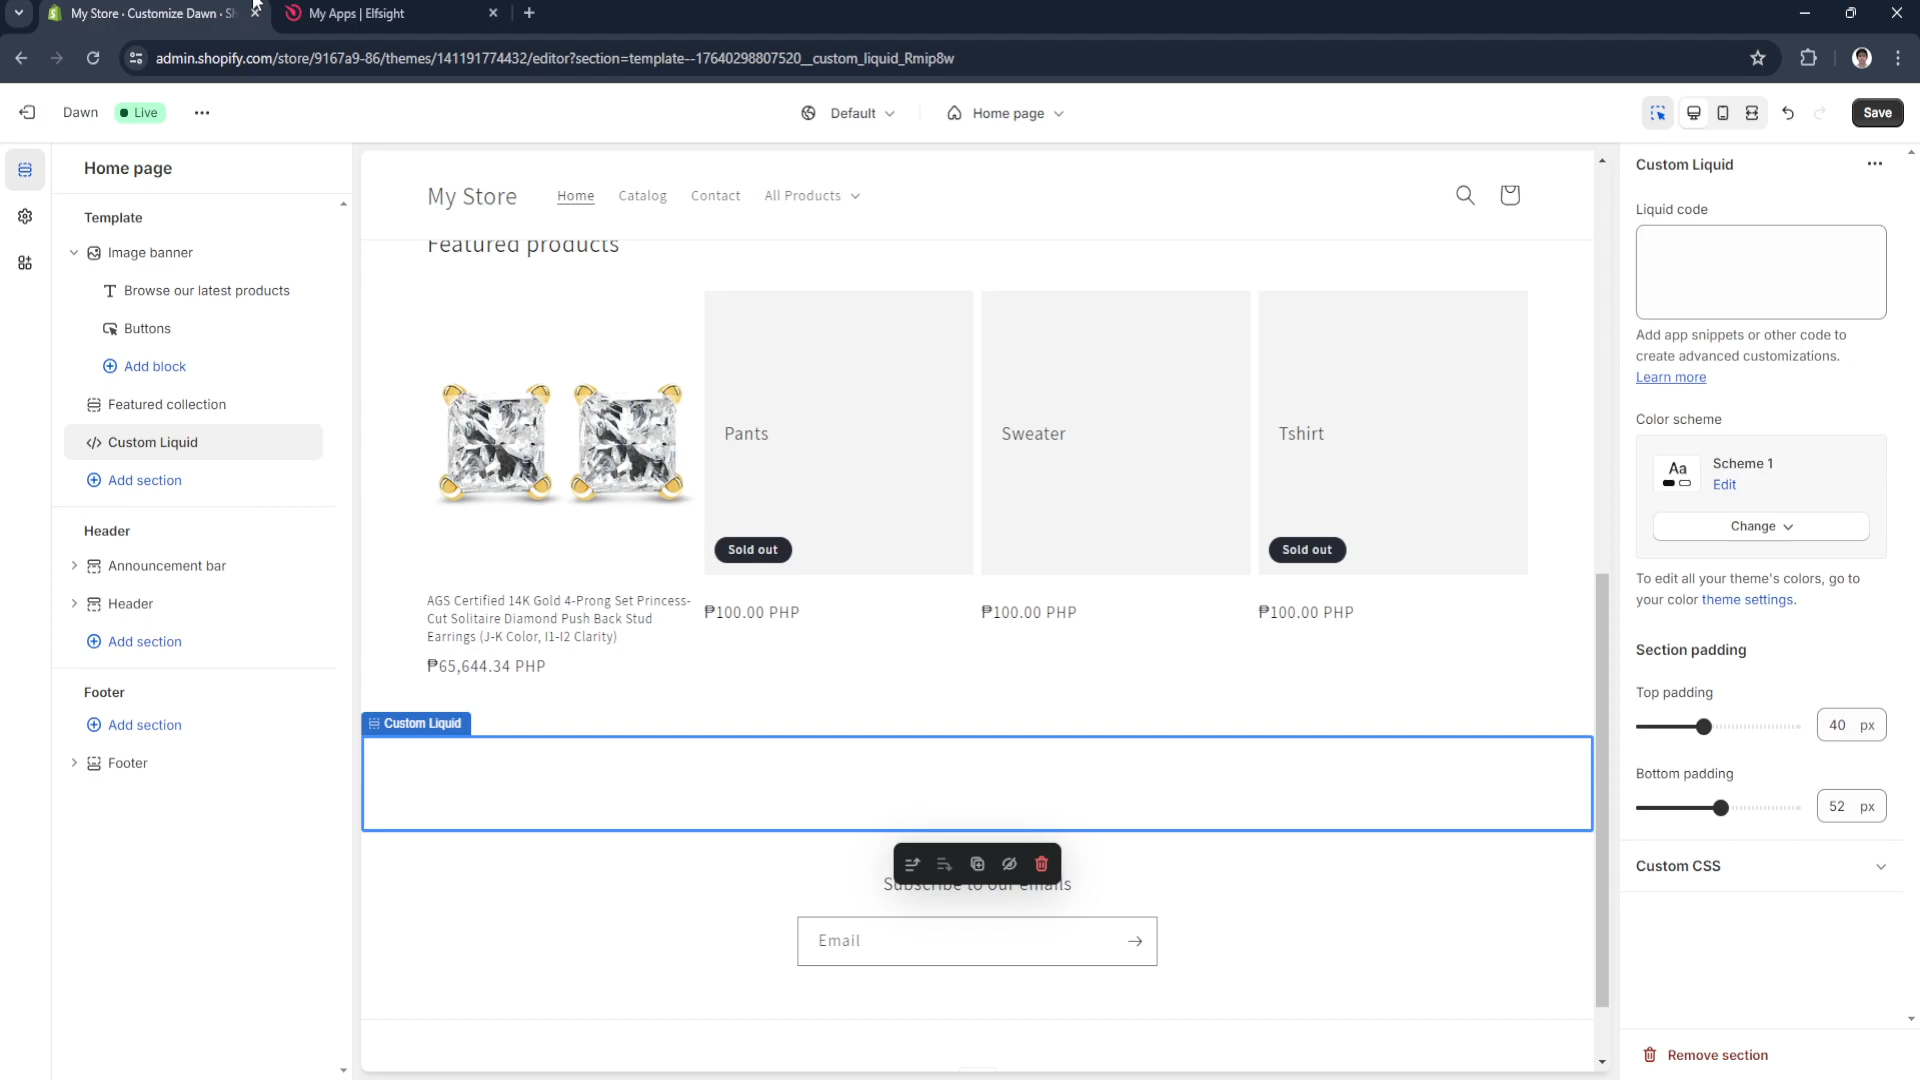 My Store · Customize Dawn · Sh
My Apps | Elfsight
admin.shopify.com/store/9167a9-86/themes/141191774432/editor?section=template--17640298807520__custom_liquid_Rmip8w
Dawn
Live
Default
Home page
Save
Home page
Template
Image banner
Browse our latest products
Buttons
Add block
Featured collection
Custom Liquid
Add section
Header
Announcement bar
Header
Add section
Footer
Add section
Footer
My Store
Home
Catalog
Contact
All Products
Featured products
Pants
Sweater
Tshirt
Sold out
Sold out
AGS Certified 14K Gold 4-Prong Set Princess-
Cut Solitaire Diamond Push Back Stud
Earrings (J-K Color, I1-I2 Clarity)
₱65,644.34 PHP
₱100.00 PHP
₱100.00 PHP
₱100.00 PHP
Custom Liquid
Subscribe to our emails
Email
Custom Liquid
Liquid code
Add app snippets or other code to
create advanced customizations.
Learn more
Color scheme
Aa
Scheme 1
Edit
Change
To edit all your theme's colors, go to
your color theme settings.
Section padding
Top padding
40 px
Bottom padding
52 px
Custom CSS
Remove section